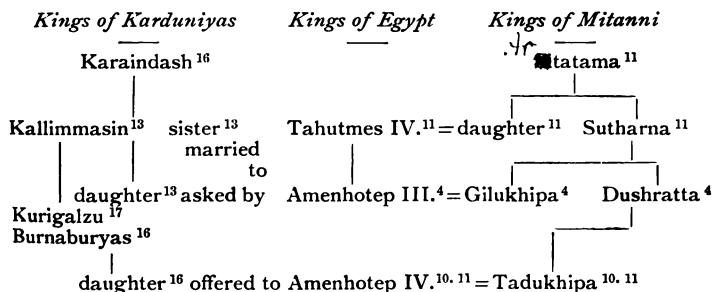 Kings of Karduniyas Kings of Egypt Kings of Mitanni
Karaindash 16 tatama 11
Kallimmasin 13 sister 13 Tahutmes IV. 11 = daughter 11 Sutharna 11
married
to
daughter 13 asked by Amenhotep III. 4 = Gilukhipa 4 Dushratta 4
Kurigalzu 17
Burnaburyas 16
daughter 16 offered to Amenhotep IV. 10. 11 = Tadukhipa 10. 11